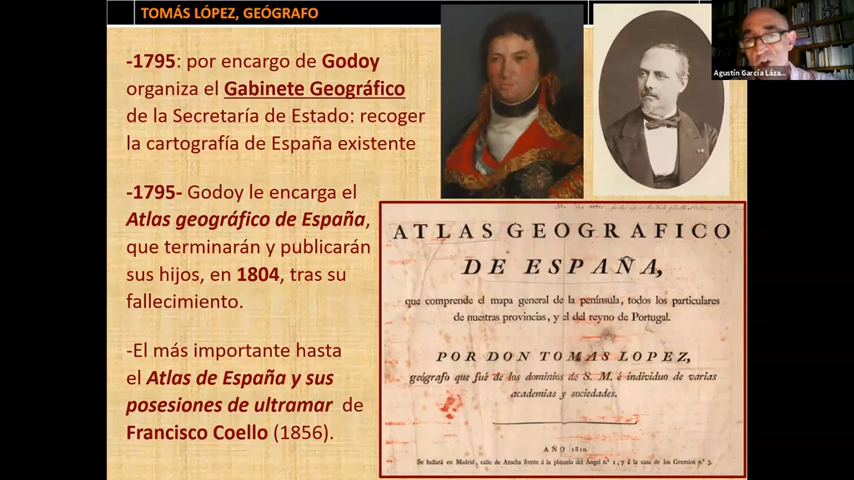 TOMÁS LÓPEZ, GEÓGRAFO
-1795: por encargo de Godoy
organiza el Gabinete Geográfico
de la Secretaría de Estado: recoger
la cartografía de España existente
-1795- Godoy le encarga el
Atlas geográfico de España,
que terminarán y publicarán
sus hijos, en 1804, tras su
fallecimiento.
-El más importante hasta
el Atlas de España y sus
posesiones de ultramar de
Francisco Coello (1856).
Agustín García Láza...
ATLAS GEOGRAFICO
DE ESPAÑA,
que comprende el mapa general de la península, todos los particulares
de nuestras provincias, y el del reyno de Portugal.
POR DON TOMAS LOPEZ,
geógrafo que fué de los dominios de S. M. é individuo de varias
academias y sociedades.
AÑO 1810.
Se hallará en Madrid, calle de Atocha frente á la plazuela del Ángel n.º 1, y á la casa de los Gremios n.º 3.